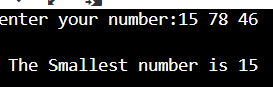 enter your number:15 78 46
The Smallest number is 15